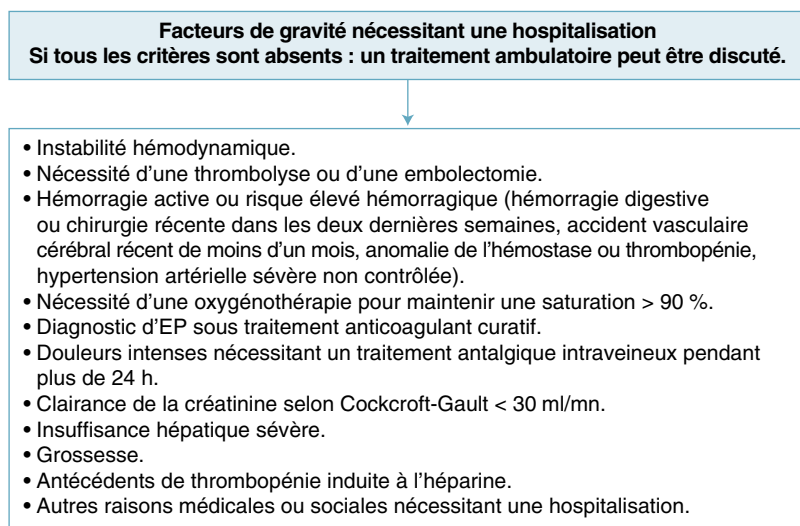 Facteurs de gravité nécessitant une hospitalisation
Si tous les critères sont absents : un traitement ambulatoire peut être discuté.
• Instabilité hémodynamique.
• Nécessité d’une thrombolyse ou d’une embolectomie.
• Hémorragie active ou risque élevé hémorragique (hémorragie digestive
ou chirurgie récente dans les deux dernières semaines, accident vasculaire
cérébral récent de moins d’un mois, anomalie de l’hémostase ou thrombopénie,
hypertension artérielle sévère non contrôlée).
• Nécessité d’une oxygénothérapie pour maintenir une saturation > 90 %.
• Diagnostic d’EP sous traitement anticoagulant curatif.
• Douleurs intenses nécessitant un traitement antalgique intraveineux pendant
plus de 24 h.
• Clairance de la créatinine selon Cockcroft-Gault < 30 ml/mn.
• Insuffisance hépatique sévère.
• Grossesse.
• Antécédents de thrombopénie induite à l’héparine.
• Autres raisons médicales ou sociales nécessitant une hospitalisation.